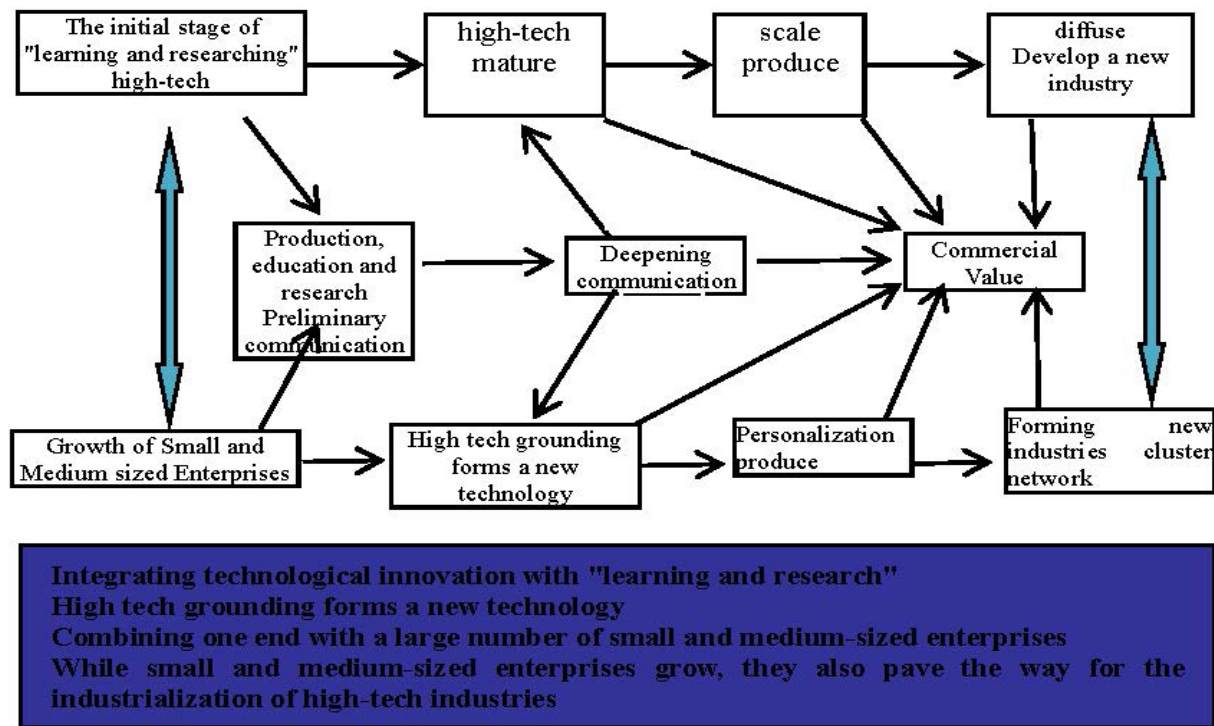 The initial stage of
"learning and researching"
high-tech
high-tech
mature
scale
produce
diffuse
Develop a new
industry
Production,
education and
research
Preliminary
communication
Deepening
communication
Commercial
Value
Growth of Small and
Medium sized Enterprises
High tech grounding
forms a new
technology
Personalization
produce
Forming new
industries cluster
network
Integrating technological innovation with "learning and research"
High tech grounding forms a new technology
Combining one end with a large number of small and medium-sized enterprises
While small and medium-sized enterprises grow, they also pave the way for the
industrialization of high-tech industries